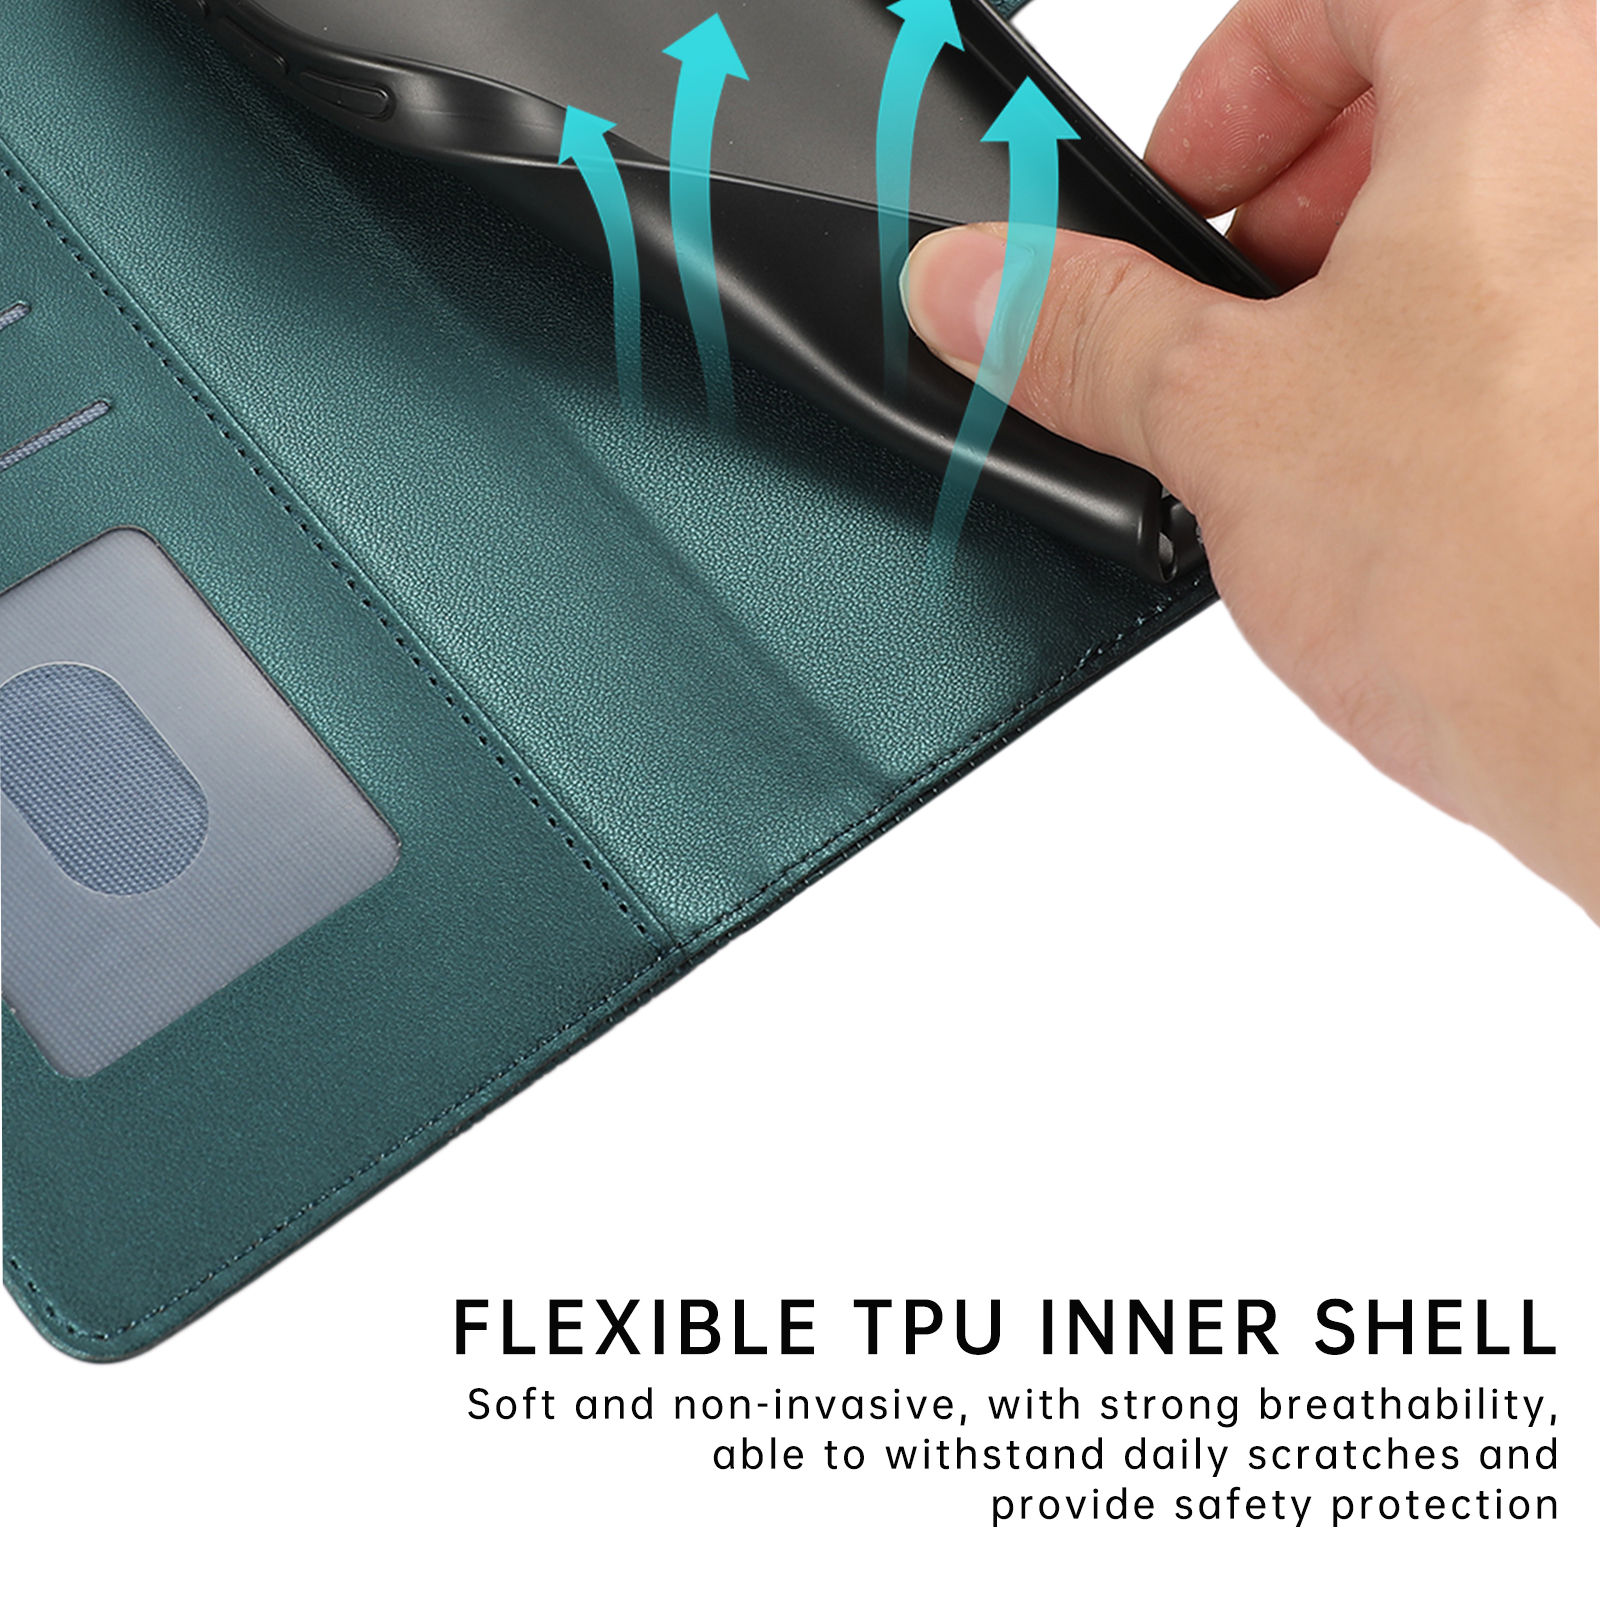 FLEXIBLE TPU INNER SHELL
Soft and non-invasive, with strong breathability,
able to withstand daily scratches and
provide safety protection